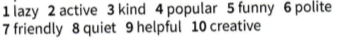 1 lazy 2 active 3 kind 4 popular 5 funny 6 polite
7 friendly 8 quiet 9 helpful 10 creative